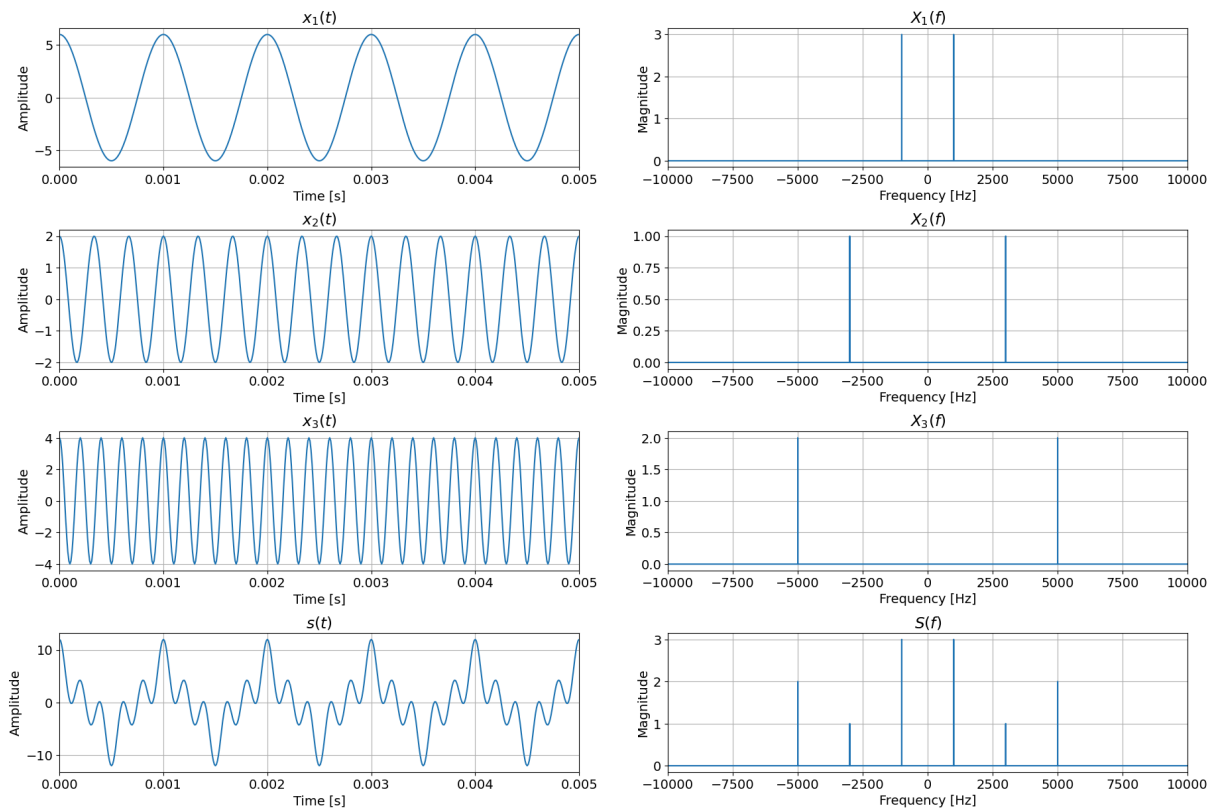 x₁(t)
Amplitude
5
0
−5
0.000 0.001 0.002 0.003 0.004 0.005
Time [s]
X₁(f)
Magnitude
3
2
1
0
−10000 −7500 −5000 −2500 0 2500 5000 7500 10000
Frequency [Hz]
x₂(t)
Amplitude
2
1
0
−1
−2
0.000 0.001 0.002 0.003 0.004 0.005
Time [s]
X₂(f)
Magnitude
1.00
0.75
0.50
0.25
0.00
−10000 −7500 −5000 −2500 0 2500 5000 7500 10000
Frequency [Hz]
x₃(t)
Amplitude
4
2
0
−2
−4
0.000 0.001 0.002 0.003 0.004 0.005
Time [s]
X₃(f)
Magnitude
2.0
1.5
1.0
0.5
0.0
−10000 −7500 −5000 −2500 0 2500 5000 7500 10000
Frequency [Hz]
s(t)
Amplitude
10
0
−10
0.000 0.001 0.002 0.003 0.004 0.005
Time [s]
S(f)
Magnitude
3
2
1
0
−10000 −7500 −5000 −2500 0 2500 5000 7500 10000
Frequency [Hz]